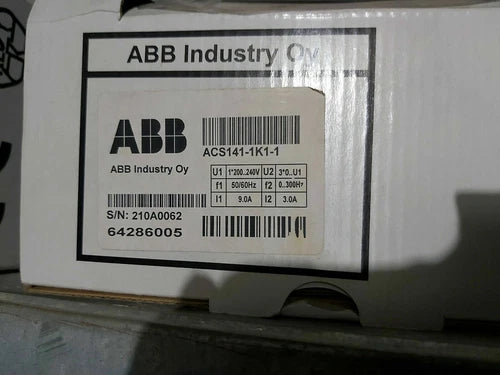 ABB Industry Oy
ABB
ACS141-1K1-1
ABB Industry Oy
U1 1*200..240V U2 3*0..U1
f1 50/60Hz f2 0..300Hz
I1 9.0A I2 3.0A
S/N: 210A0062
64286005